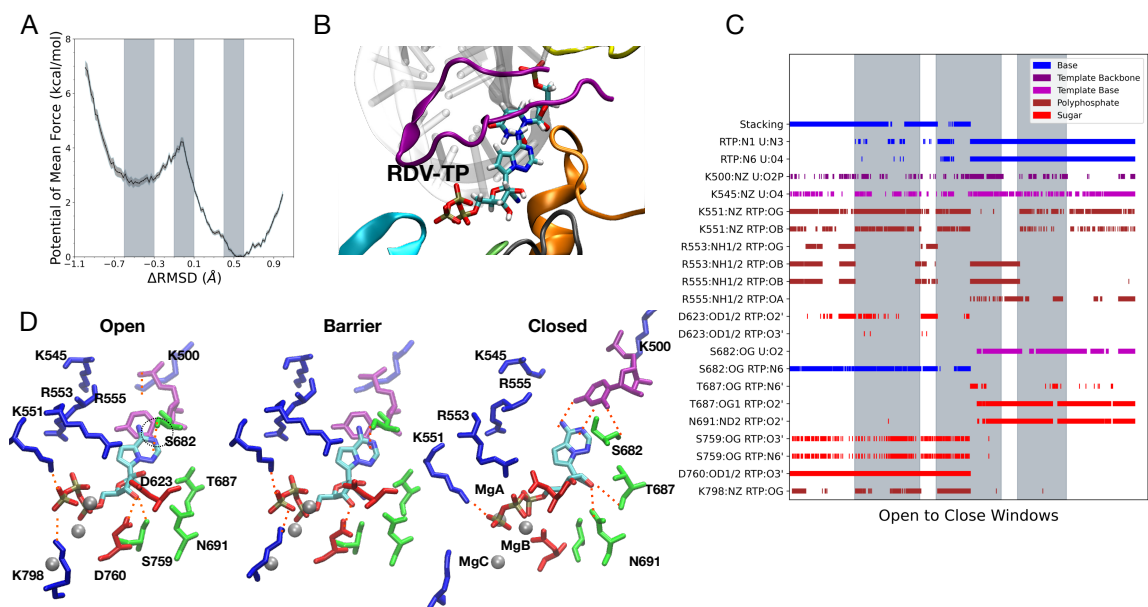 A
Potential of Mean Force (kcal/mol)
8
6
4
2
0
-1.1
-0.7
-0.3
0.1
0.5
0.9
ΔRMSD (Å)
B
RDV-TP
C
Base
Template Backbone
Template Base
Polyphosphate
Sugar
Stacking
RTP:N1 U:N3
RTP:N6 U:04
K500:NZ U:O2P
K545:NZ U:O4
K551:NZ RTP:OG
K551:NZ RTP:OB
R553:NH1/2 RTP:OG
R553:NH1/2 RTP:OB
R555:NH1/2 RTP:OB
R555:NH1/2 RTP:OA
D623:OD1/2 RTP:O2'
D623:OD1/2 RTP:O3'
S682:OG U:O2
S682:OG RTP:N6
T687:OG RTP:N6'
T687:OG1 RTP:O2'
N691:ND2 RTP:O2'
S759:OG RTP:O3'
S759:OG RTP:N6'
D760:OD1/2 RTP:O3'
K798:NZ RTP:OG
Open to Close Windows
D
Open
K545
K500
R553
R555
K551
S682
D623
T687
N691
S759
D760
K798
Barrier
Closed
K500
K545
R555
R553
K551
S682
MgA
T687
MgB
MgC
N691